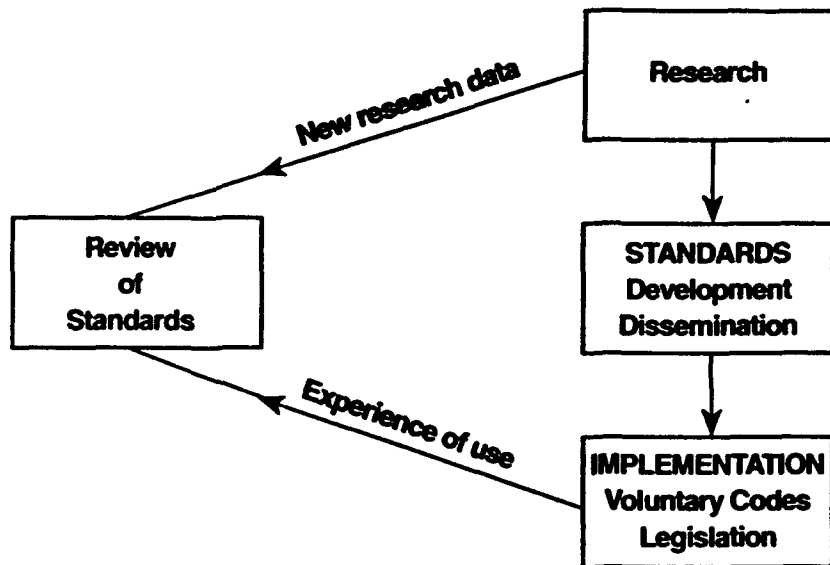 Research
New research data
Review
of
Standards
STANDARDS
Development
Dissemination
Experience of use
IMPLEMENTATION
Voluntary Codes
Legislation